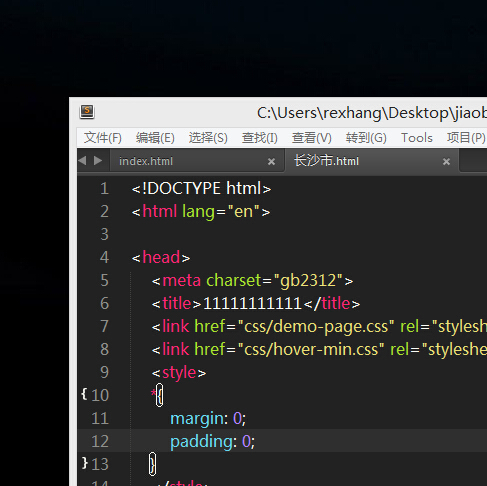 C:\Users\rexhang\Desktop\jiaob
文件(F) 编辑(E) 选择(S) 查找(I) 查看(V) 转到(G) Tools 项目(P)
index.html × 长沙市.html ×
1 <!DOCTYPE html>
2 <html lang="en">
3
4 <head>
5 <meta charset="gb2312">
6 <title>11111111111</title>
7 <link href="css/demo-page.css" rel="stylesh
8 <link href="css/hover-min.css" rel="styleshe
9 <style>
{ 10 *{
11 margin: 0;
12 padding: 0;
} 13 }
14 </style>